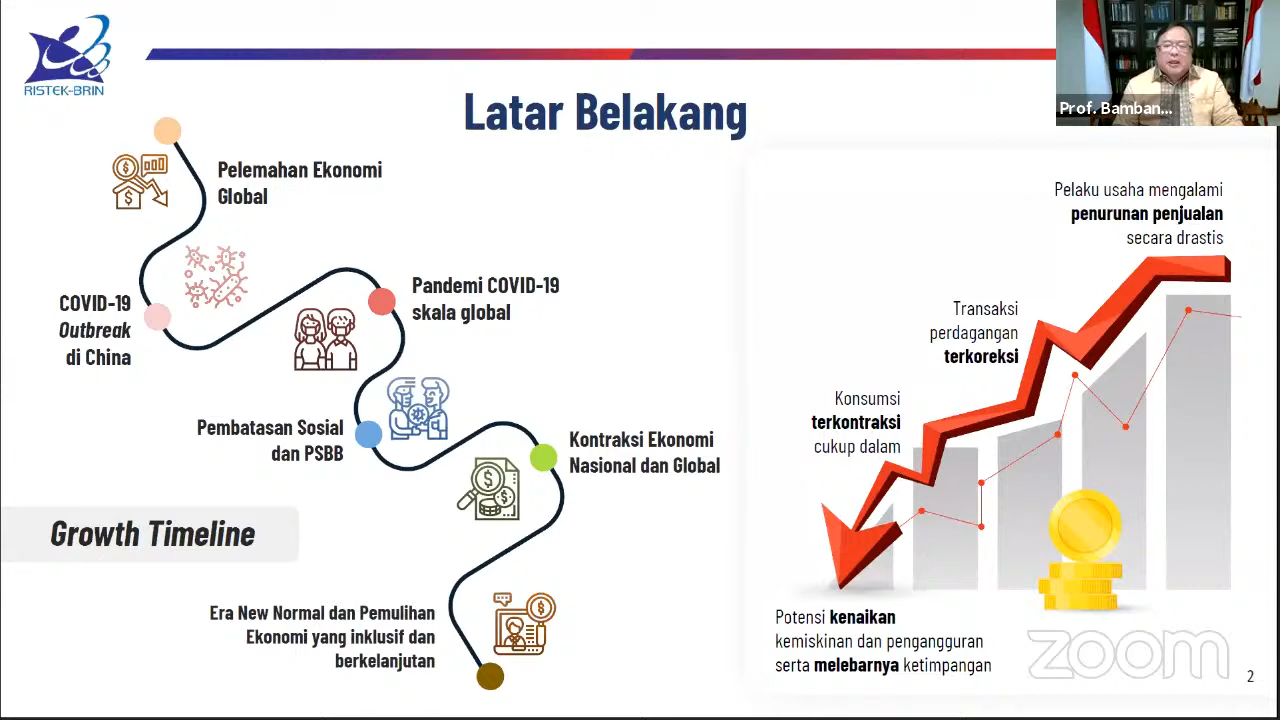 RISTEK-BRIN
Prof. Bamban...
Latar Belakang
Pelemahan Ekonomi
Global
COVID-19
Outbreak
di China
Pandemi COVID-19
skala global
Pembatasan Sosial
dan PSBB
Kontraksi Ekonomi
Nasional dan Global
Growth Timeline
Era New Normal dan Pemulihan
Ekonomi yang inklusif dan
berkelanjutan
Pelaku usaha mengalami
penurunan penjualan
secara drastis
Transaksi
perdagangan
terkoreksi
Konsumsi
terkontraksi
cukup dalam
Potensi kenaikan
kemiskinan dan pengangguran
serta melebarnya ketimpangan
zoom
2